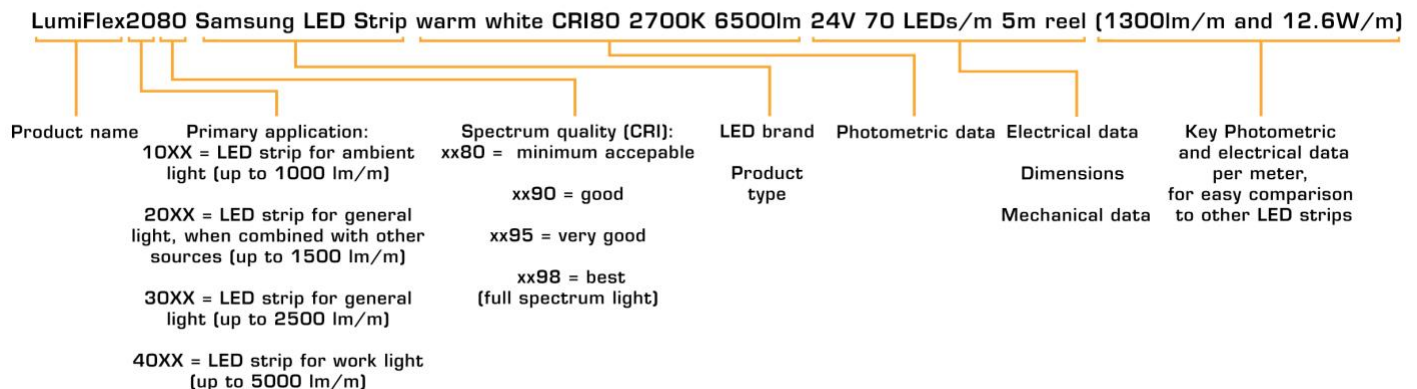 LumiFlex2080 Samsung LED Strip warm white CRI80 2700K 6500lm 24V 70 LEDs/m 5m reel (1300lm/m and 12.6W/m)
Product name
Primary application:
10XX = LED strip for ambient
light (up to 1000 lm/m)
20XX = LED strip for general
light, when combined with other
sources (up to 1500 lm/m)
30XX = LED strip for general
light (up to 2500 lm/m)
40XX = LED strip for work light
(up to 5000 lm/m)
Spectrum quality (CRI):
xx80 = minimum accepable
xx90 = good
xx95 = very good
xx98 = best
(full spectrum light)
LED brand
Product
type
Photometric data
Electrical data
Dimensions
Mechanical data
Key Photometric
and electrical data
per meter,
for easy comparison
to other LED strips